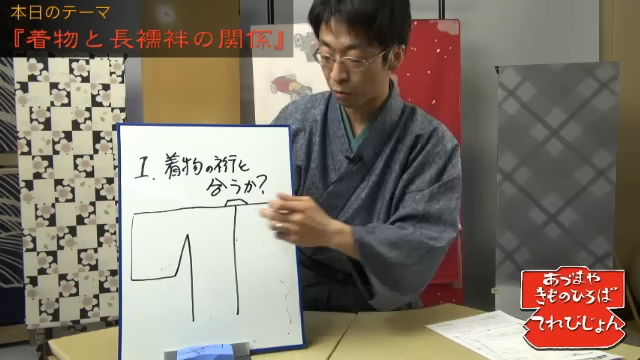 本日のテーマ
『着物と長襦袢の関係』
1. 着物の裄と
合うか?
あづまや
きものひろば
てれびじょん